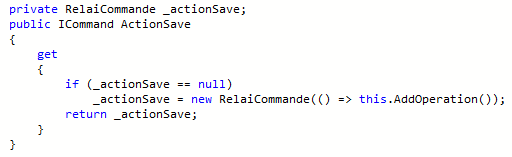 private RelaiCommande _actionSave;
public ICommand ActionSave
{
    get
    {
        if (_actionSave == null)
            _actionSave = new RelaiCommande(() => this.AddOperation());
        return _actionSave;
    }
}